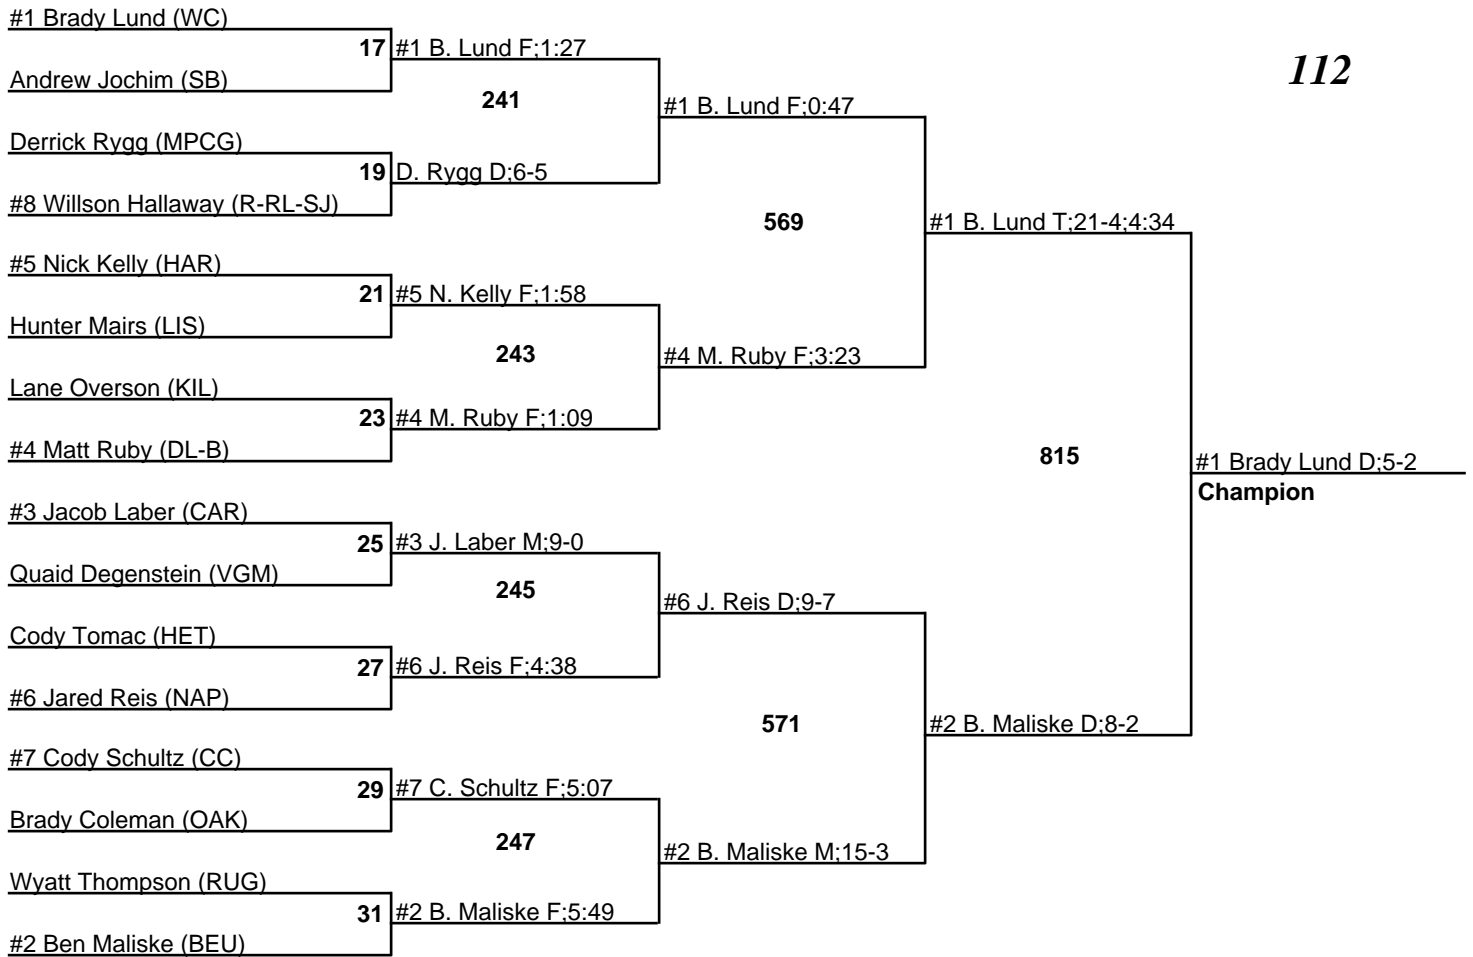 #1 Brady Lund (WC)
17 #1 B. Lund F;1:27
112
Andrew Jochim (SB)
241
#1 B. Lund F;0:47
Derrick Rygg (MPCG)
19 D. Rygg D;6-5
#8 Willson Hallaway (R-RL-SJ)
569
#1 B. Lund T;21-4;4:34
#5 Nick Kelly (HAR)
21 #5 N. Kelly F;1:58
Hunter Mairs (LIS)
243
#4 M. Ruby F;3:23
Lane Overson (KIL)
23 #4 M. Ruby F;1:09
#4 Matt Ruby (DL-B)
815
#1 Brady Lund D;5-2
Champion
#3 Jacob Laber (CAR)
25 #3 J. Laber M;9-0
Quaid Degenstein (VGM)
245
#6 J. Reis D;9-7
Cody Tomac (HET)
27 #6 J. Reis F;4:38
#6 Jared Reis (NAP)
571
#2 B. Maliske D;8-2
#7 Cody Schultz (CC)
29 #7 C. Schultz F;5:07
Brady Coleman (OAK)
247
#2 B. Maliske M;15-3
Wyatt Thompson (RUG)
31 #2 B. Maliske F;5:49
#2 Ben Maliske (BEU)